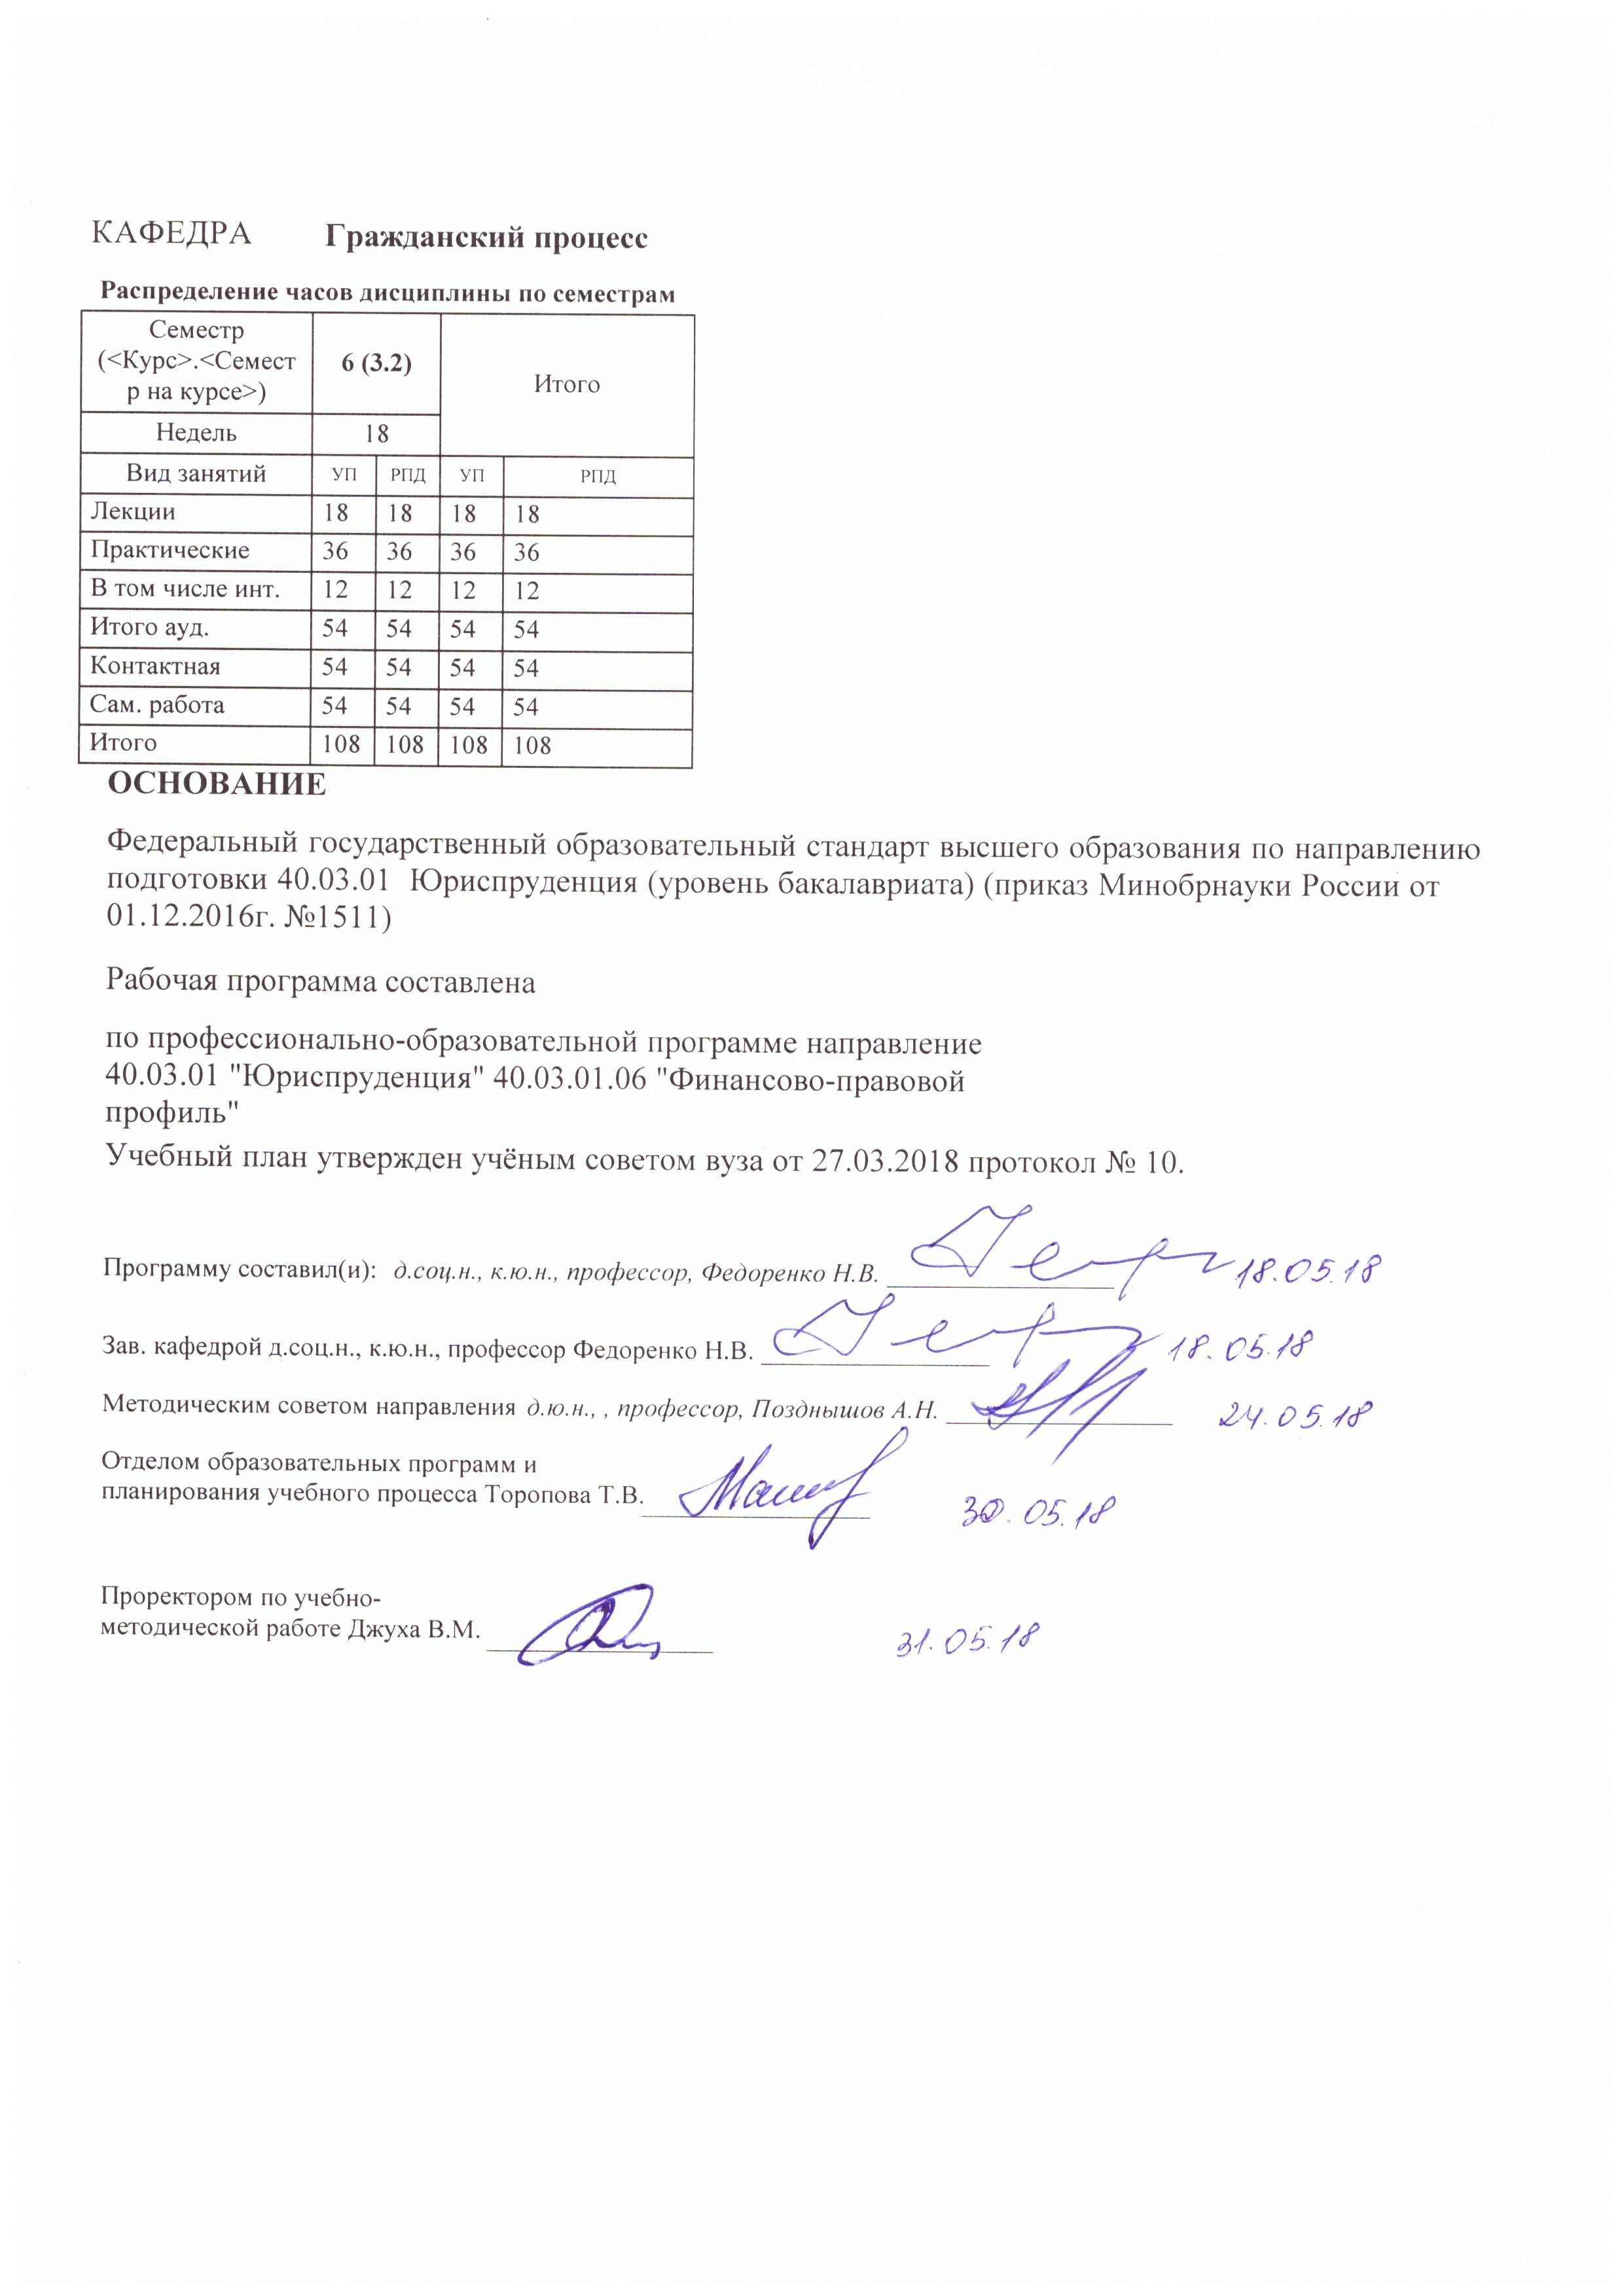 КАФЕДРА Гражданский процесс
Распределение часов дисциплины по семестрам
Семестр
(<Курс>.<Семест
р на курсе>) 6 (3.2) Итого
Недель 18
Вид занятий УП РПД УП РПД
Лекции 18 18 18 18
Практические 36 36 36 36
В том числе инт. 12 12 12 12
Итого ауд. 54 54 54 54
Контактная 54 54 54 54
Сам. работа 54 54 54 54
Итого 108 108 108 108
ОСНОВАНИЕ
Федеральный государственный образовательный стандарт высшего образования по направлению
подготовки 40.03.01 Юриспруденция (уровень бакалавриата) (приказ Минобрнауки России от
01.12.2016г. №1511)
Рабочая программа составлена
по профессионально-образовательной программе направление
40.03.01 "Юриспруденция" 40.03.01.06 "Финансово-правовой
профиль"
Учебный план утвержден учёным советом вуза от 27.03.2018 протокол № 10.
Программу составил(и): д.соц.н., к.ю.н., профессор, Федоренко Н.В. 18.05.18
Зав. кафедрой д.соц.н., к.ю.н., профессор Федоренко Н.В. 18.05.18
Методическим советом направления д.ю.н., , профессор, Позднышов А.Н. 24.05.18
Отделом образовательных программ и
планирования учебного процесса Торопова Т.В. 30.05.18
Проректором по учебно-
методической работе Джуха В.М. 31.05.18